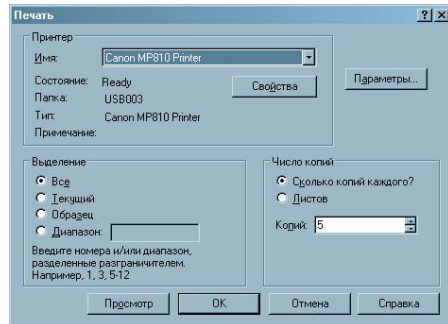 Печать
Принтер
Имя: Canon MP810 Printer
Состояние: Ready
Свойства
Параметры...
Папка: USB003
Тип: Canon MP810 Printer
Примечание:
Выделение
Все
Текущий
Образец
Диапазон:
Введите номера и/или диапазон,
разделенные разграничителем.
Например, 1, 3, 5-12
Число копий
Сколько копий каждого?
Листов
Копий: 5
Просмотр
OK
Отмена
Справка